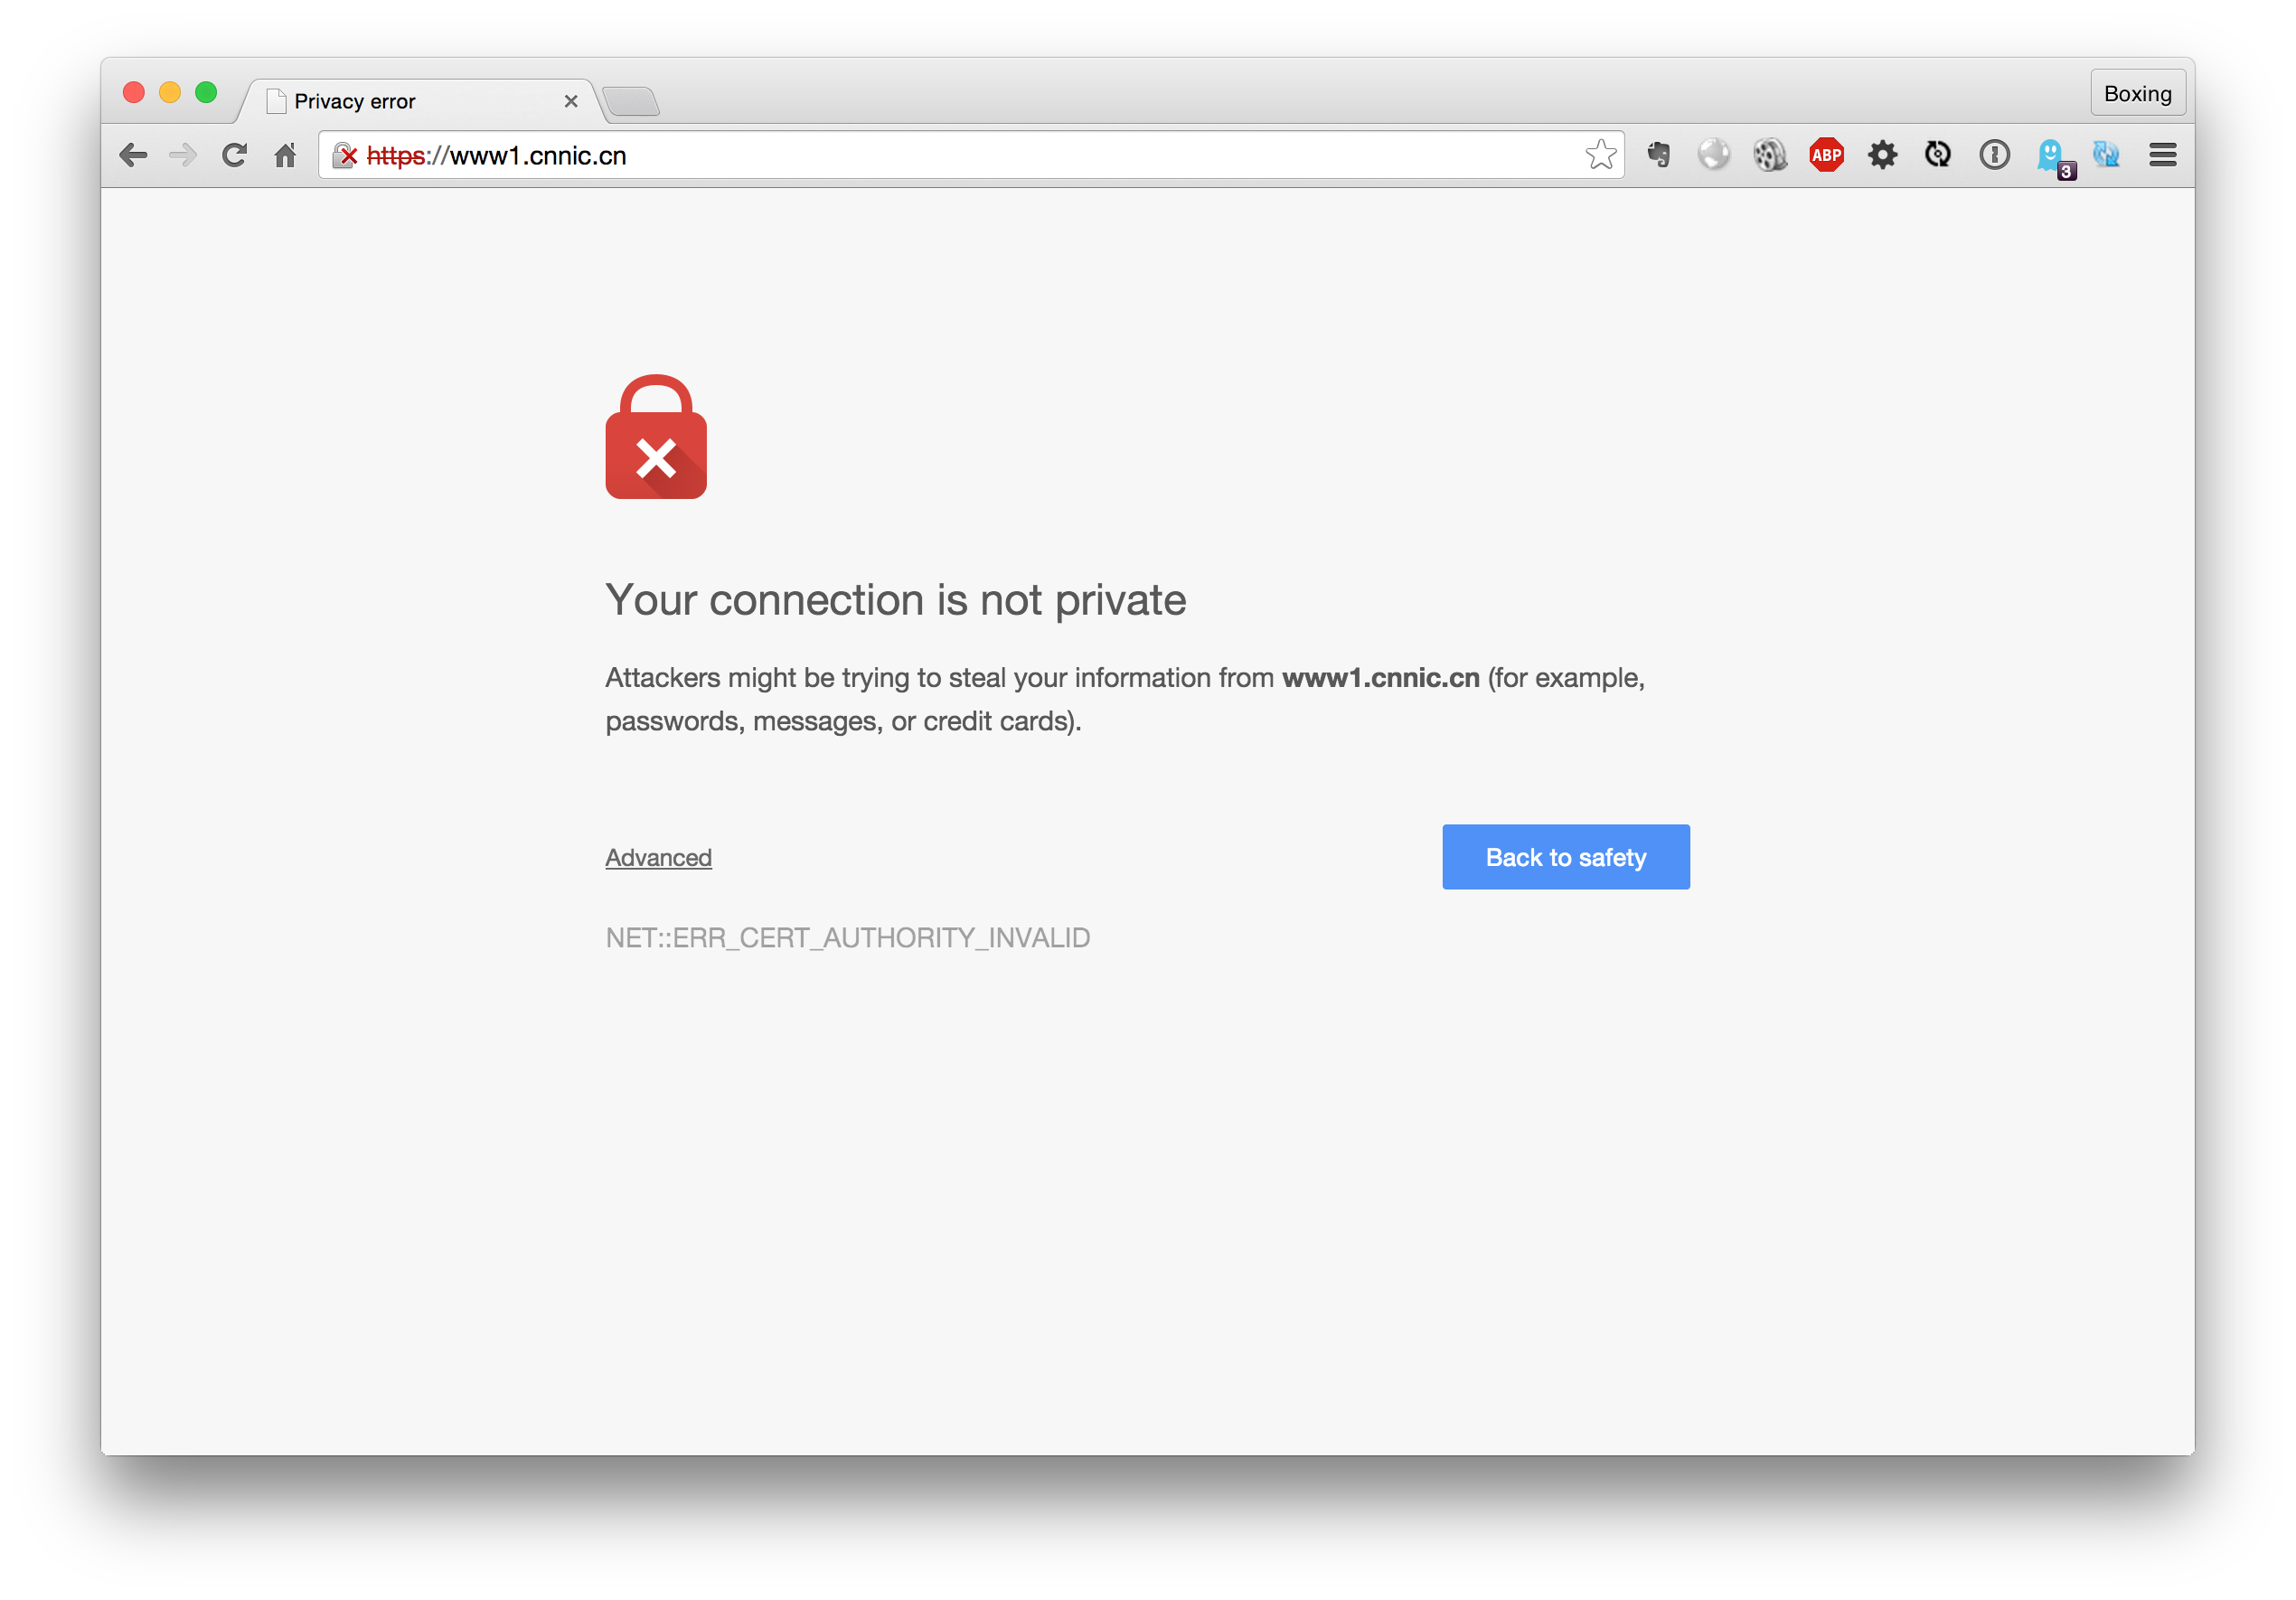 Privacy error
Boxing
https://www1.cnnic.cn
ABP
3
Your connection is not private
Attackers might be trying to steal your information from www1.cnnic.cn (for example,
passwords, messages, or credit cards).
Advanced
Back to safety
NET::ERR_CERT_AUTHORITY_INVALID